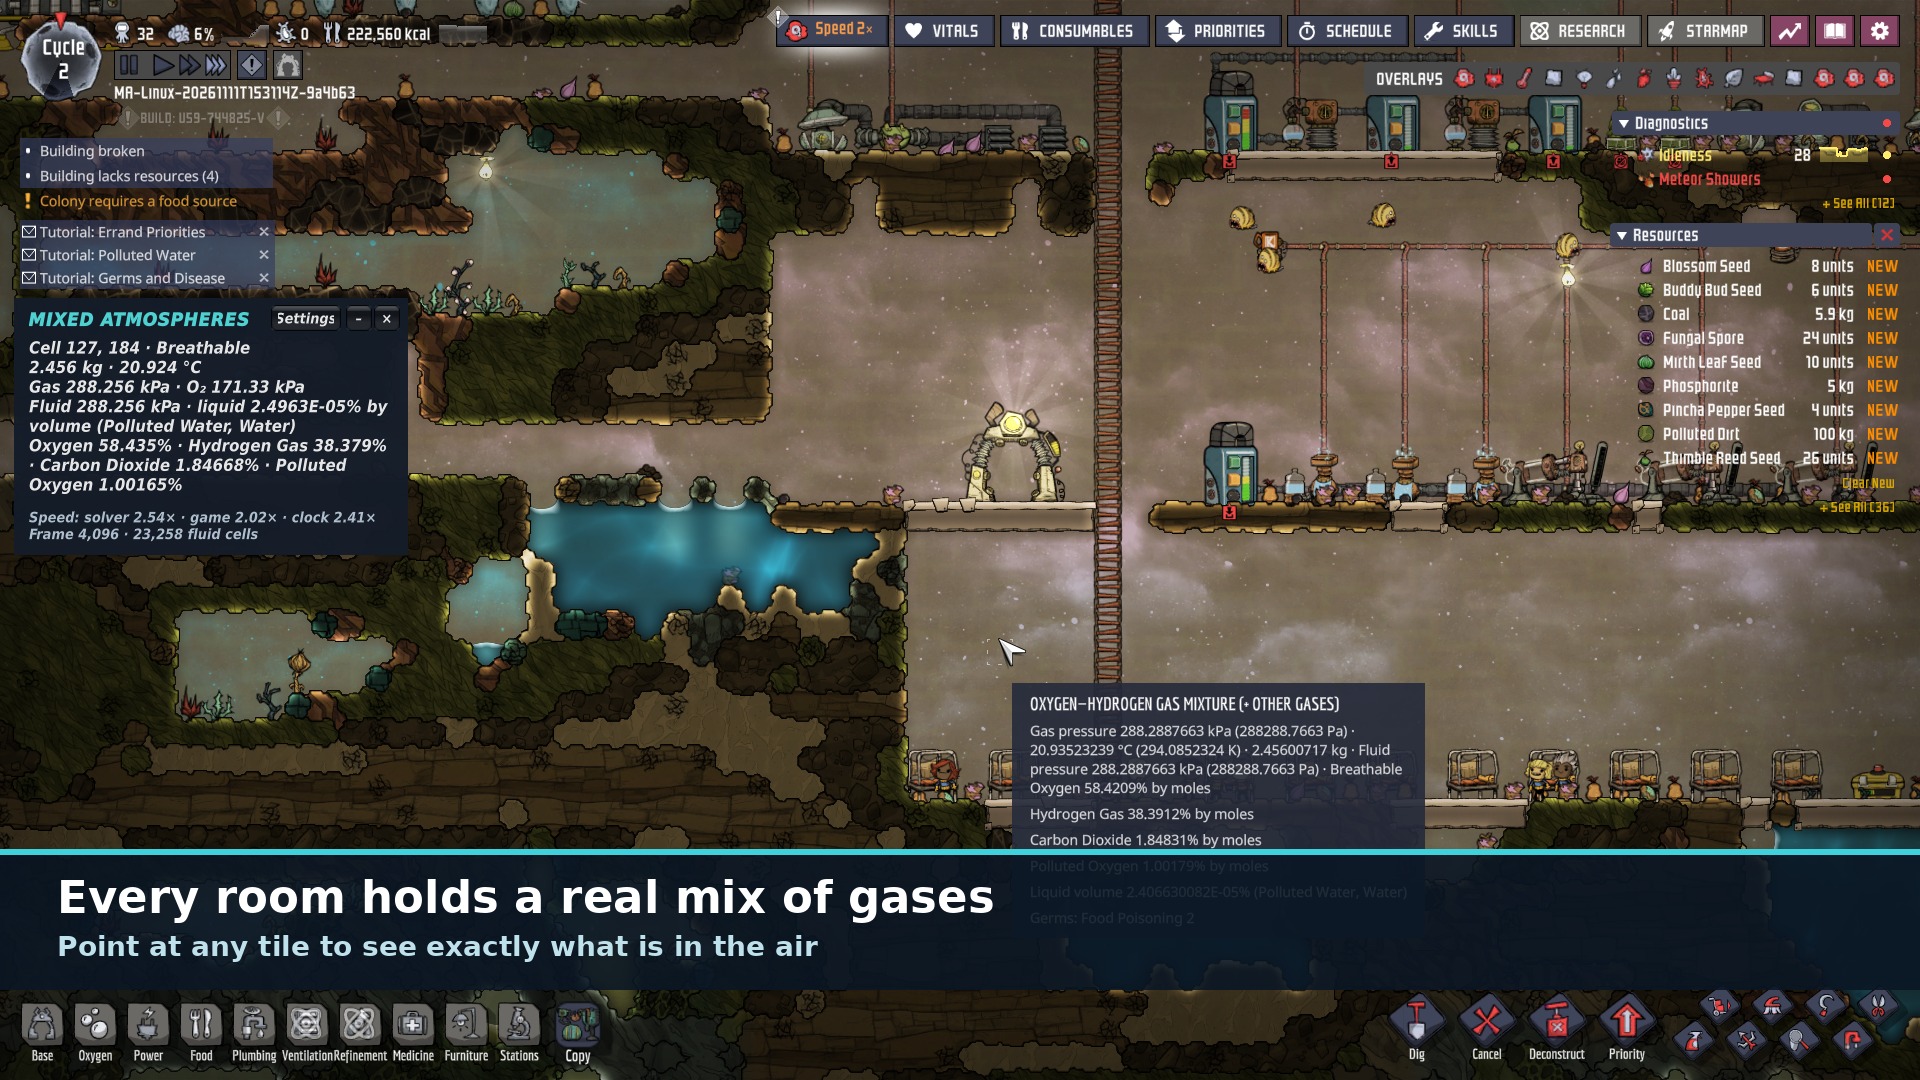 Cycle
2
32
6%
0
222,560 kcal
MA-Linux-20261111T153114Z-9a4b63
BUILD: U59-744825-V
Speed 2×
VITALS
CONSUMABLES
PRIORITIES
SCHEDULE
SKILLS
RESEARCH
STARMAP
OVERLAYS
• Building broken
• Building lacks resources (4)
! Colony requires a food source
Tutorial: Errand Priorities ×
Tutorial: Polluted Water ×
Tutorial: Germs and Disease ×
MIXED ATMOSPHERES
Settings
-
×
Cell 127, 184 · Breathable
2.456 kg · 20.924 °C
Gas 288.256 kPa · O₂ 171.33 kPa
Fluid 288.256 kPa · liquid 2.4963E-05% by
volume (Polluted Water, Water)
Oxygen 58.435% · Hydrogen Gas 38.379%
· Carbon Dioxide 1.84668% · Polluted
Oxygen 1.00165%
Speed: solver 2.54× · game 2.02× · clock 2.41×
Frame 4,096 · 23,258 fluid cells
Diagnostics
Idleness 28
Meteor Showers
+ See All (12)
Resources
Blossom Seed 8 units NEW
Buddy Bud Seed 6 units NEW
Coal 5.9 kg NEW
Fungal Spore 24 units NEW
Mirth Leaf Seed 10 units NEW
Phosphorite 5 kg NEW
Pincha Pepper Seed 4 units NEW
Polluted Dirt 100 kg NEW
Thimble Reed Seed 26 units NEW
Clear New
+ See All (36)
OXYGEN–HYDROGEN GAS MIXTURE (+ OTHER GASES)
Gas pressure 288.2887663 kPa (288288.7663 Pa) ·
20.93523239 °C (294.0852324 K) · 2.45600717 kg · Fluid
pressure 288.2887663 kPa (288288.7663 Pa) · Breathable
Oxygen 58.4209% by moles
Hydrogen Gas 38.3912% by moles
Carbon Dioxide 1.84831% by moles
Polluted Oxygen 1.00179% by moles
Liquid volume 2.406630082E-05% (Polluted Water, Water)
Germs: Food Poisoning 2
Every room holds a real mix of gases
Point at any tile to see exactly what is in the air
Base
Oxygen
Power
Food
Plumbing
Ventilation
Refinement
Medicine
Furniture
Stations
Copy
Dig
Cancel
Deconstruct
Priority